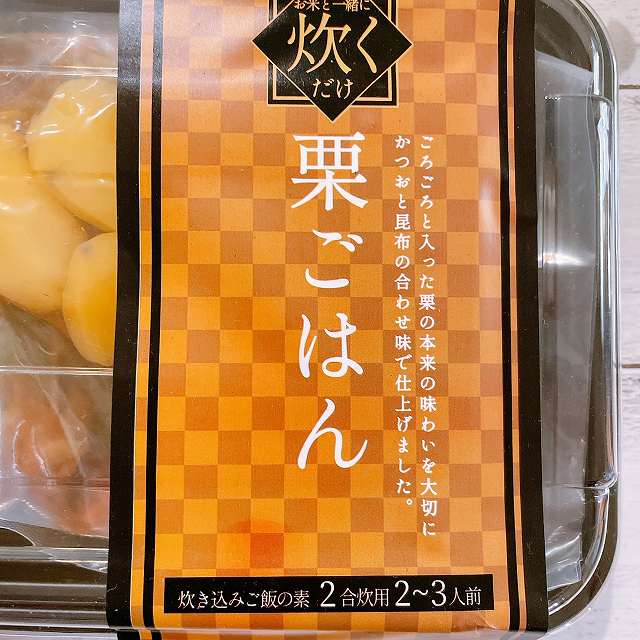 お米と一緒に
炊く
だけ
栗ごはん
ごろごろと入った栗の本来の味わいを大切に
かつおと昆布の合わせ味で仕上げました。
炊き込みご飯の素 2合炊用 2~3人前